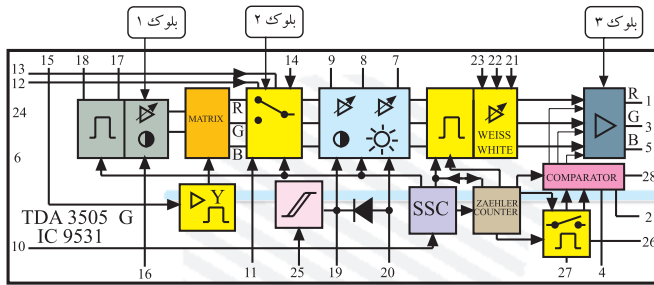 بلوک ۱
بلوک ۲
بلوک ۳
15 18 17 14 9 8 7 23 22 21
13
12
24
6
10
MATRIX
R
G
B
WEISS
WHITE
R 1
G 3
B 5
COMPARATOR 28
Y
SSC
ZAEHLER
COUNTER
2
26
TDA 3505 G
IC 9531
16 11 25 19 20 27 4